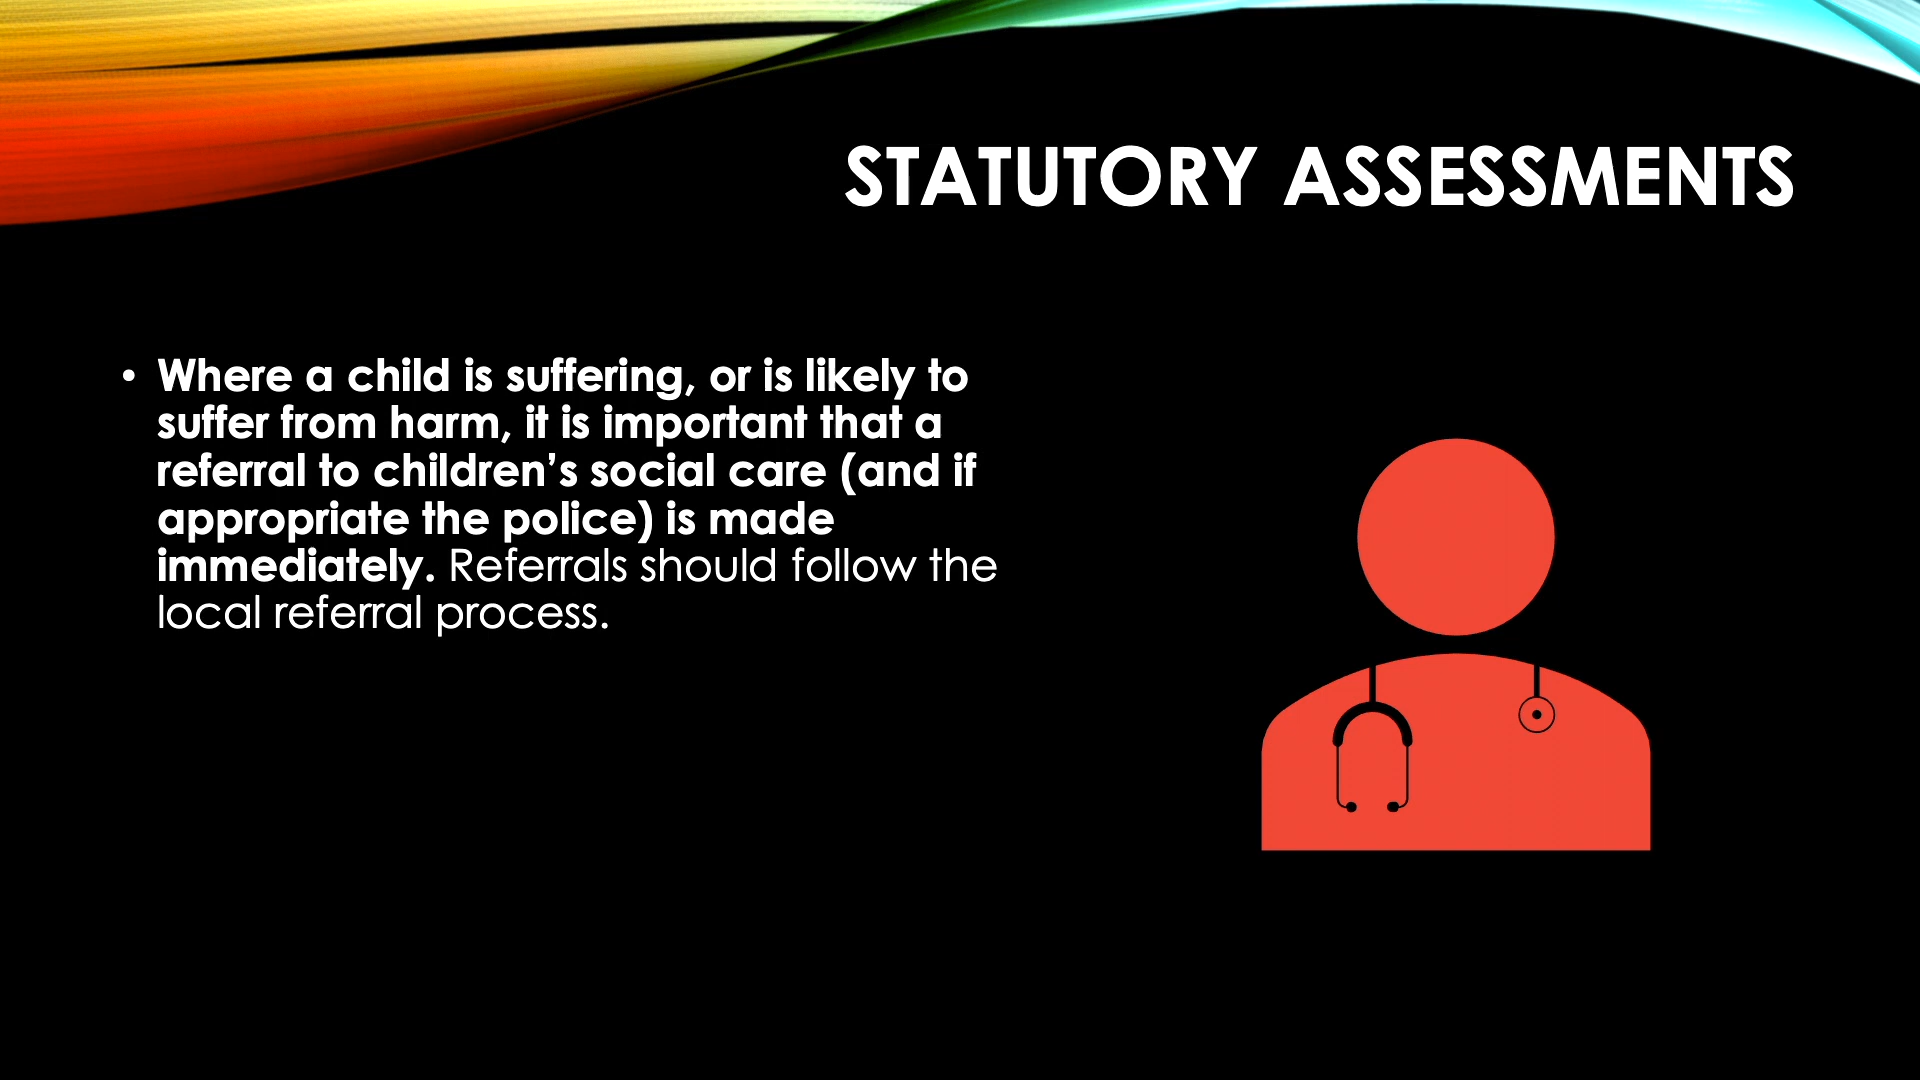 STATUTORY ASSESSMENTS
• Where a child is suffering, or is likely to
suffer from harm, it is important that a
referral to children’s social care (and if
appropriate the police) is made
immediately. Referrals should follow the
local referral process.